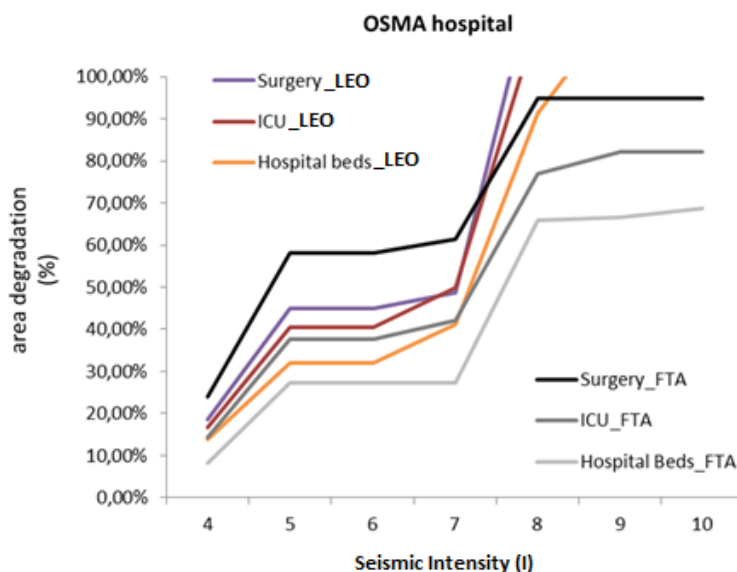 OSMA hospital
100,00%
90,00%
80,00%
70,00%
60,00%
50,00%
40,00%
30,00%
20,00%
10,00%
0,00%
area degradation
(%)
Surgery_LEO
ICU_LEO
Hospital beds_LEO
Surgery_FTA
ICU_FTA
Hospital Beds_FTA
4 5 6 7 8 9 10
Seismic Intensity (I)